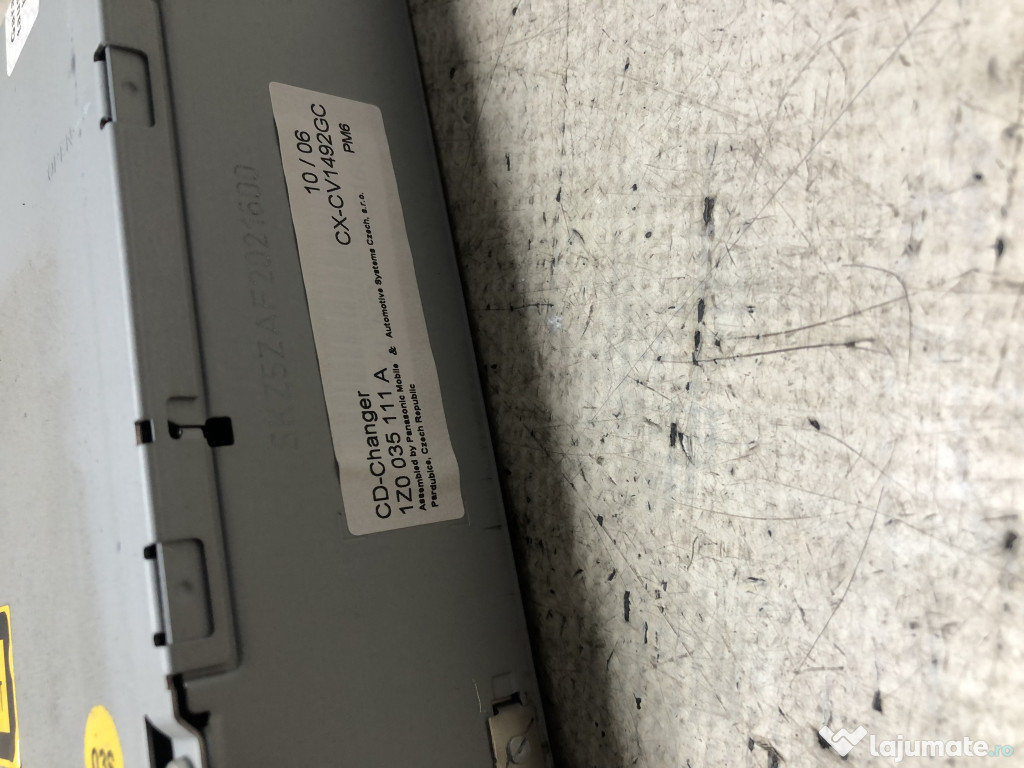 CD-Changer 10 / 06
1Z0 035 111 A CX-CV1492GC
Assembled by Panasonic Mobile & Automotive Systems Czech, s.r.o.
Pardubice, Czech Republic PM6
03S
lajumate.ro